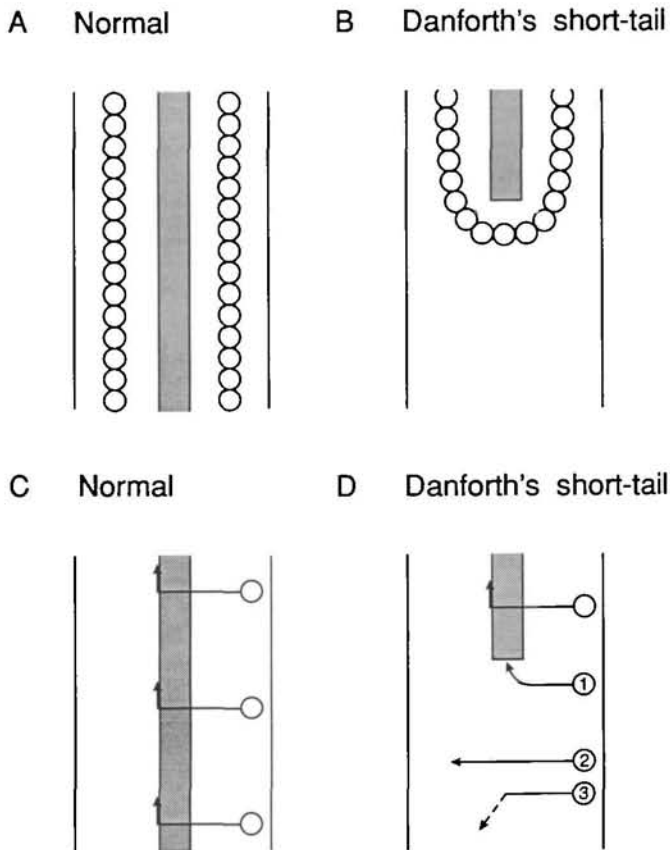 A Normal
B Danforth's short-tail
C Normal
D Danforth's short-tail
1
2
3